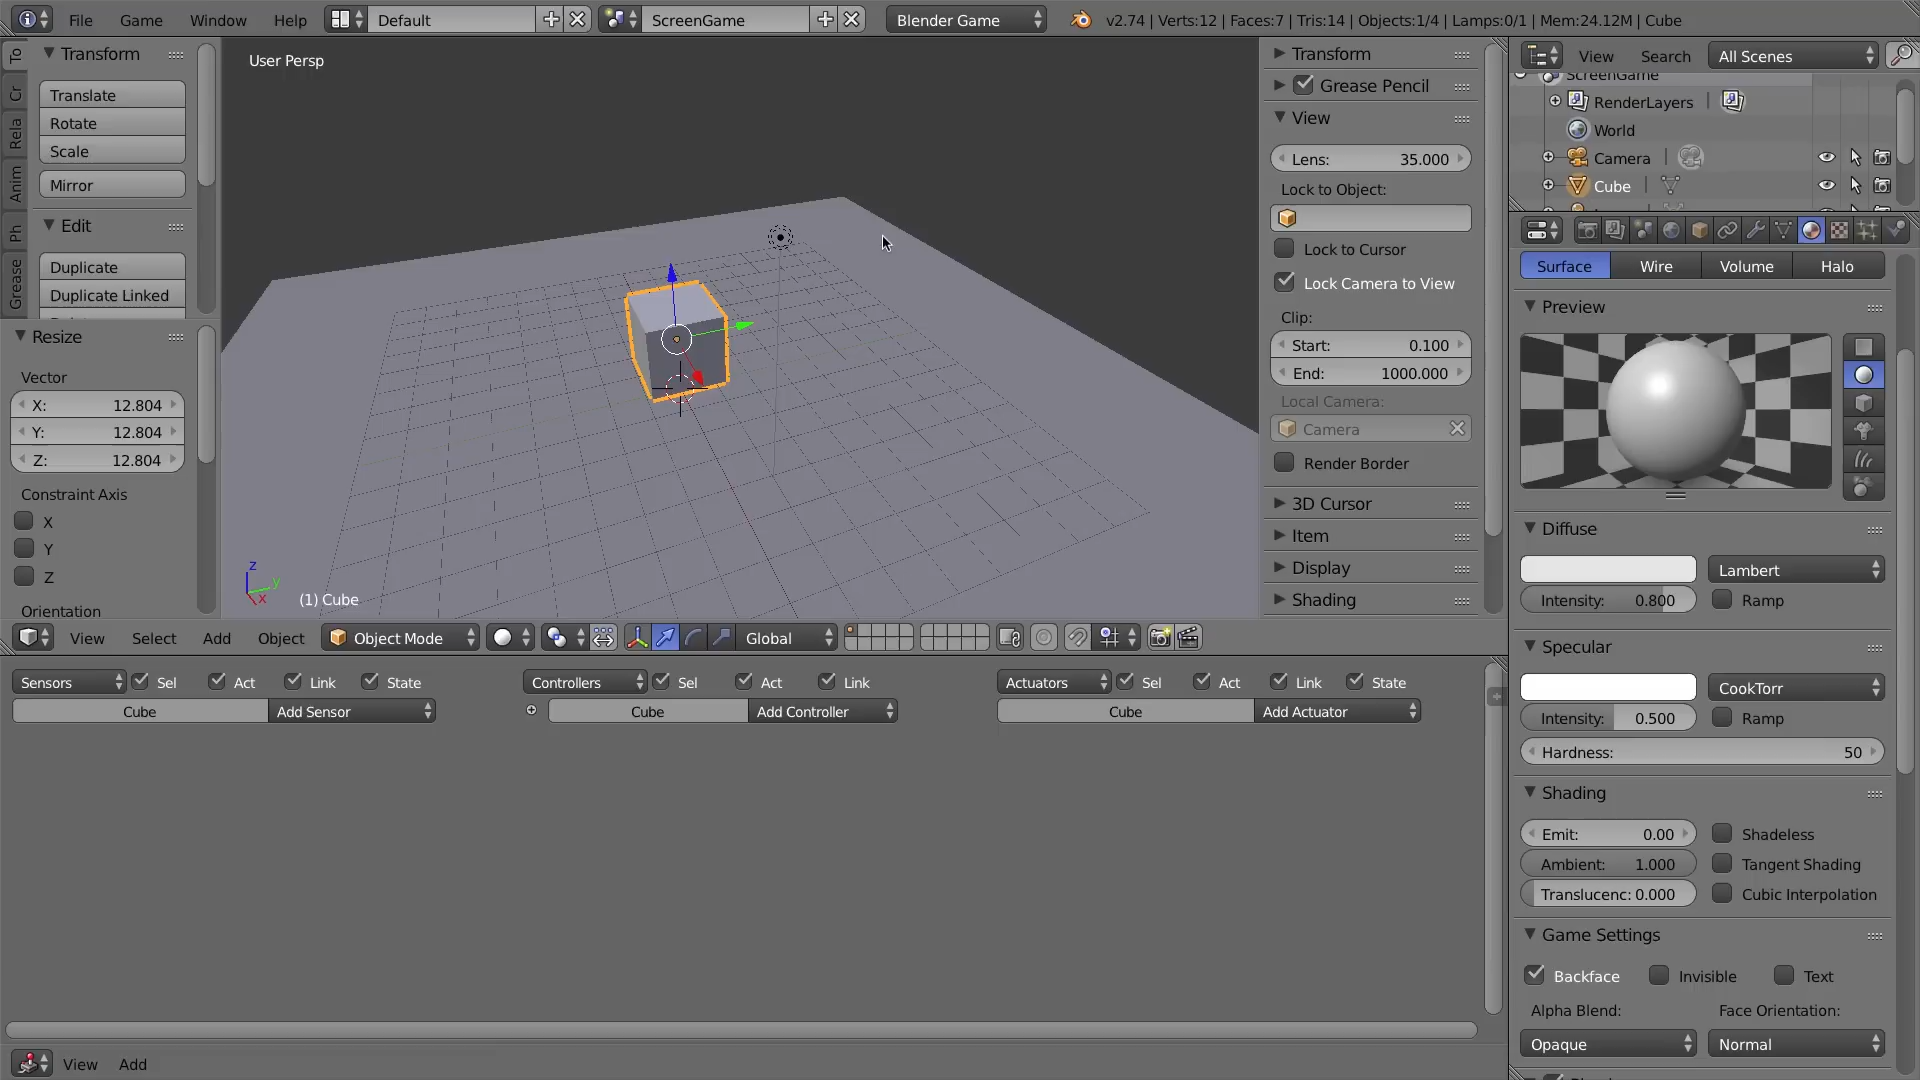 File Game Window Help Default ScreenGame Blender Game v2.74 | Verts:12 | Faces:7 | Tris:14 | Objects:1/4 | Lamps:0/1 | Mem:24.12M | Cube
To
Cr
Rela
Anim
Ph
Grease
Transform
Translate
Rotate
Scale
Mirror
Edit
Duplicate
Duplicate Linked
Resize
Vector
X: 12.804
Y: 12.804
Z: 12.804
Constraint Axis
X
Y
Z
Orientation
User Persp
z
y
x
(1) Cube
Transform
Grease Pencil
View
Lens: 35.000
Lock to Object:
Lock to Cursor
Lock Camera to View
Clip:
Start: 0.100
End: 1000.000
Local Camera:
Camera
Render Border
3D Cursor
Item
Display
Shading
View Select Add Object Object Mode Global
Sensors Sel Act Link State Controllers Sel Act Link Actuators Sel Act Link State
Cube Add Sensor Cube Add Controller Cube Add Actuator
View Add
View Search All Scenes
ScreenGame
RenderLayers
World
Camera
Cube
Surface Wire Volume Halo
Preview
Diffuse
Lambert
Intensity: 0.800 Ramp
Specular
CookTorr
Intensity: 0.500 Ramp
Hardness: 50
Shading
Emit: 0.00 Shadeless
Ambient: 1.000 Tangent Shading
Translucenc: 0.000 Cubic Interpolation
Game Settings
Backface Invisible Text
Alpha Blend: Face Orientation:
Opaque Normal